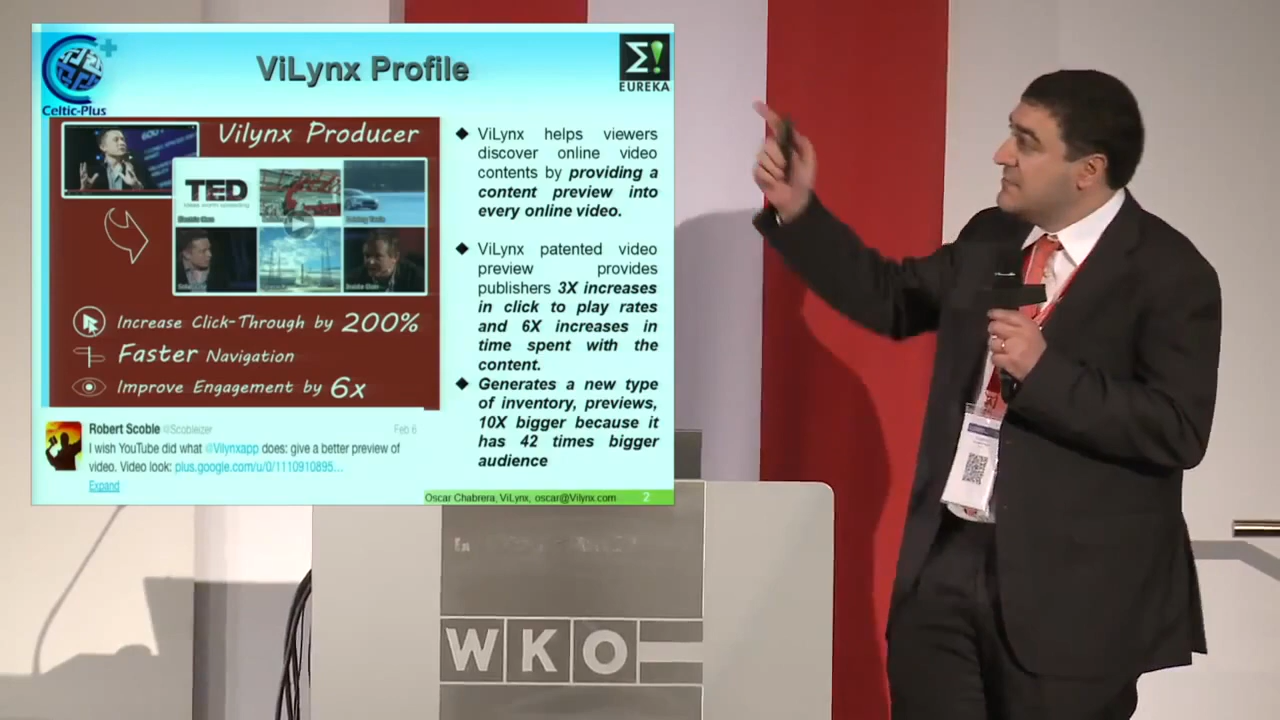 Celtic-Plus
ViLynx Profile
Σ!
EUREKA
Vilynx Producer
TED
Increase Click-Through by 200%
Faster Navigation
Improve Engagement by 6x
Robert Scoble @Scobleizer Feb 6
I wish YouTube did what @Vilynxapp does: give a better preview of
video. Video look: plus.google.com/u/0/1110910895...
Expand
ViLynx helps viewers
discover online video
contents by providing a
content preview into
every online video.
ViLynx patented video
preview provides
publishers 3X increases
in click to play rates
and 6X increases in
time spent with the
content.
Generates a new type
of inventory, previews,
10X bigger because it
has 42 times bigger
audience
Oscar Chabrera, ViLynx, oscar@Vilynx.com 2
WKO